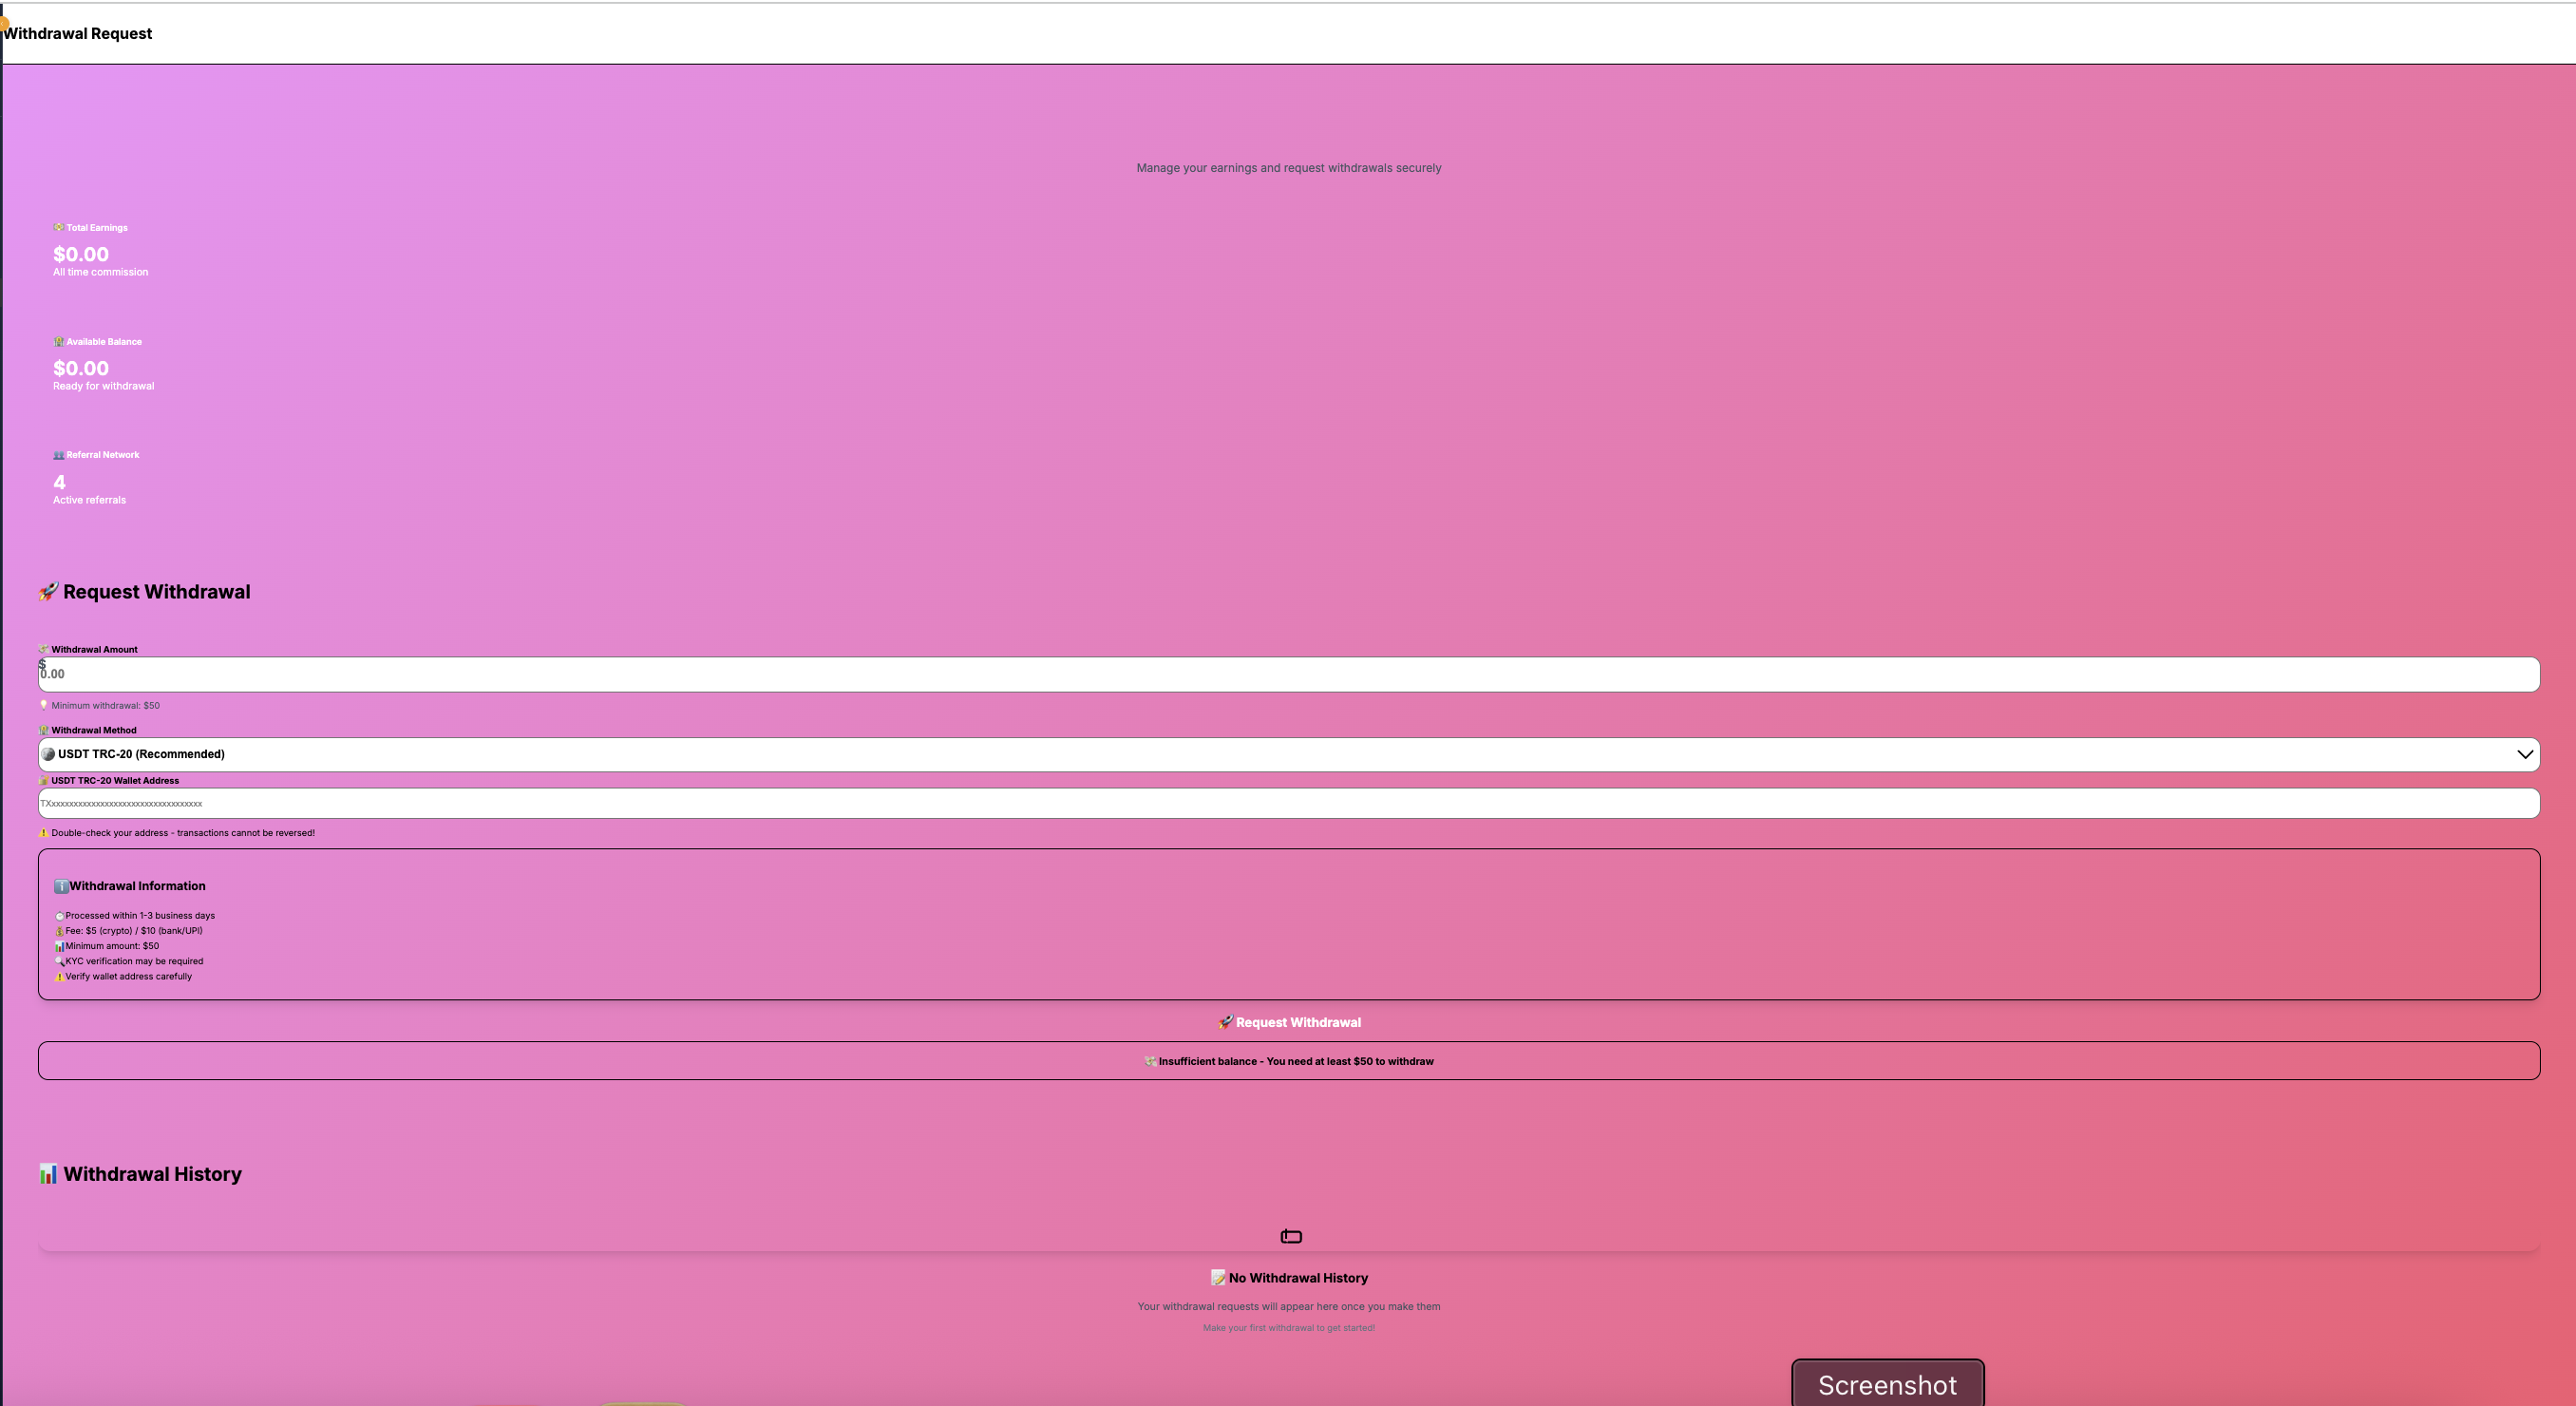 Withdrawal Request
Manage your earnings and request withdrawals securely
Total Earnings
$0.00
All time commission
Available Balance
$0.00
Ready for withdrawal
Referral Network
4
Active referrals
🚀 Request Withdrawal
💸 Withdrawal Amount
$
0.00
💡 Minimum withdrawal: $50
🏦 Withdrawal Method
USDT TRC-20 (Recommended)
USDT TRC-20 Wallet Address
⚠️ Double-check your address - transactions cannot be reversed!
ℹ️Withdrawal Information
⏱️Processed within 1-3 business days
💰Fee: $5 (crypto) / $10 (bank/UPI)
📊Minimum amount: $50
🔍KYC verification may be required
⚠️Verify wallet address carefully
🚀 Request Withdrawal
💸 Insufficient balance - You need at least $50 to withdraw
📊 Withdrawal History
📝 No Withdrawal History
Your withdrawal requests will appear here once you make them
Make your first withdrawal to get started!
Screenshot